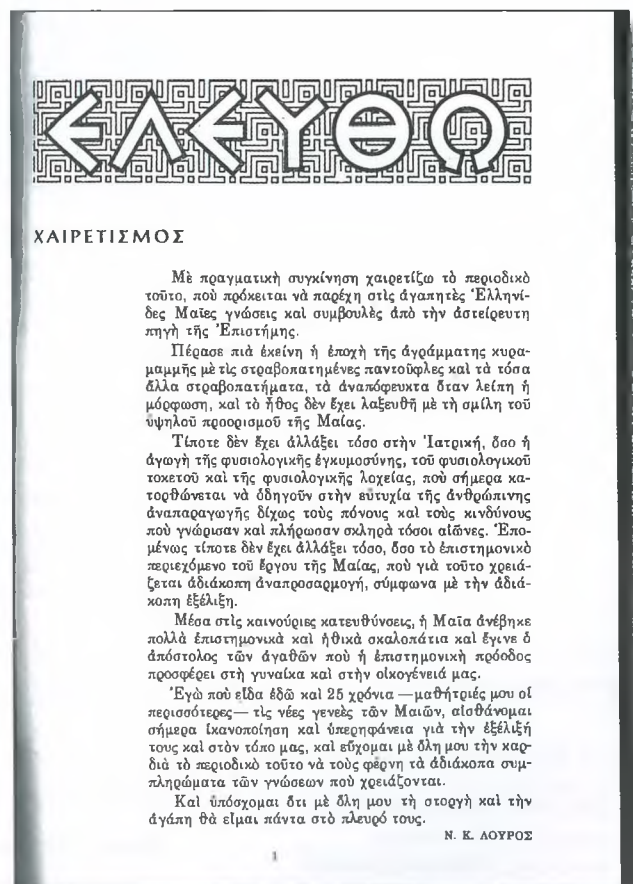 ΕΛΕΥΘΩ
ΧΑΙΡΕΤΙΣΜΟΣ
Μὲ πραγματικὴ συγκίνηση χαιρετίζω τὸ περιοδικὸ
τοῦτο, ποὺ πρόκειται νὰ παρέχη στὶς ἀγαπητὲς Ἑλληνί-
δες Μαῖες γνώσεις καὶ συμβουλὲς ἀπὸ τὴν ἀστείρευτη
πηγὴ τῆς Ἐπιστήμης.
Πέρασε πιὰ ἐκείνη ἡ ἐποχὴ τῆς ἀγράμματης κυρα-
μαμμῆς μὲ τὶς στραβοπατημένες παντοῦφλες καὶ τὰ τόσα
ἄλλα στραβοπατήματα, τὰ ἀναπόφευκτα ὅταν λείπη ἡ
μόρφωση, καὶ τὸ ἦθος δὲν ἔχει λαξευθῆ μὲ τὴ σμίλη τοῦ
ὑψηλοῦ προορισμοῦ τῆς Μαίας.
Τίποτε δὲν ἔχει ἀλλάξει τόσο στὴν Ἰατρική, ὅσο ἡ
ἀγωγὴ τῆς φυσιολογικῆς ἐγκυμοσύνης, τοῦ φυσιολογικοῦ
τοκετοῦ καὶ τῆς φυσιολογικῆς λοχείας, ποὺ σήμερα κα-
τορθώνεται νὰ ὁδηγοῦν στὴν εὐτυχία τῆς ἀνθρώπινης
ἀναπαραγωγῆς δίχως τοὺς πόνους καὶ τοὺς κινδύνους
ποὺ γνώρισαν καὶ πλήρωσαν σκληρὰ τόσοι αἰῶνες. Ἑπο-
μένως τίποτε δὲν ἔχει ἀλλάξει τόσο, ὅσο τὸ ἐπιστημονικὸ
περιεχόμενο τοῦ ἔργου τῆς Μαίας, ποὺ γιὰ τοῦτο χρειά-
ζεται ἀδιάκοπη ἀναπροσαρμογή, σύμφωνα μὲ τὴν ἀδιά-
κοπη ἐξέλιξη.
Μέσα στὶς καινούριες κατευθύνσεις, ἡ Μαῖα ἀνέβηκε
πολλὰ ἐπιστημονικὰ καὶ ἠθικὰ σκαλοπάτια καὶ ἔγινε ὁ
ἀπόστολος τῶν ἀγαθῶν ποὺ ἡ ἐπιστημονικὴ πρόοδος
προσφέρει στὴ γυναίκα καὶ στὴν οἰκογένειά μας.
Ἐγὼ ποὺ εἶδα ἐδῶ καὶ 25 χρόνια —μαθήτριές μου οἱ
περισσότερες— τὶς νέες γενεὲς τῶν Μαιῶν, αἰσθάνομαι
σήμερα ἱκανοποίηση καὶ ὑπερηφάνεια γιὰ τὴν ἐξέλιξή
τους καὶ στὸν τόπο μας, καὶ εὔχομαι μὲ ὅλη μου τὴν καρ-
διὰ τὸ περιοδικὸ τοῦτο νὰ τοὺς φέρνη τὰ ἀδιάκοπα συμ-
πληρώματα τῶν γνώσεων ποὺ χρειάζονται.
Καὶ ὑπόσχομαι ὅτι μὲ ὅλη μου τὴ στοργὴ καὶ τὴν
ἀγάπη θὰ εἶμαι πάντα στὸ πλευρό τους.
Ν. Κ. ΛΟΥΡΟΣ
1